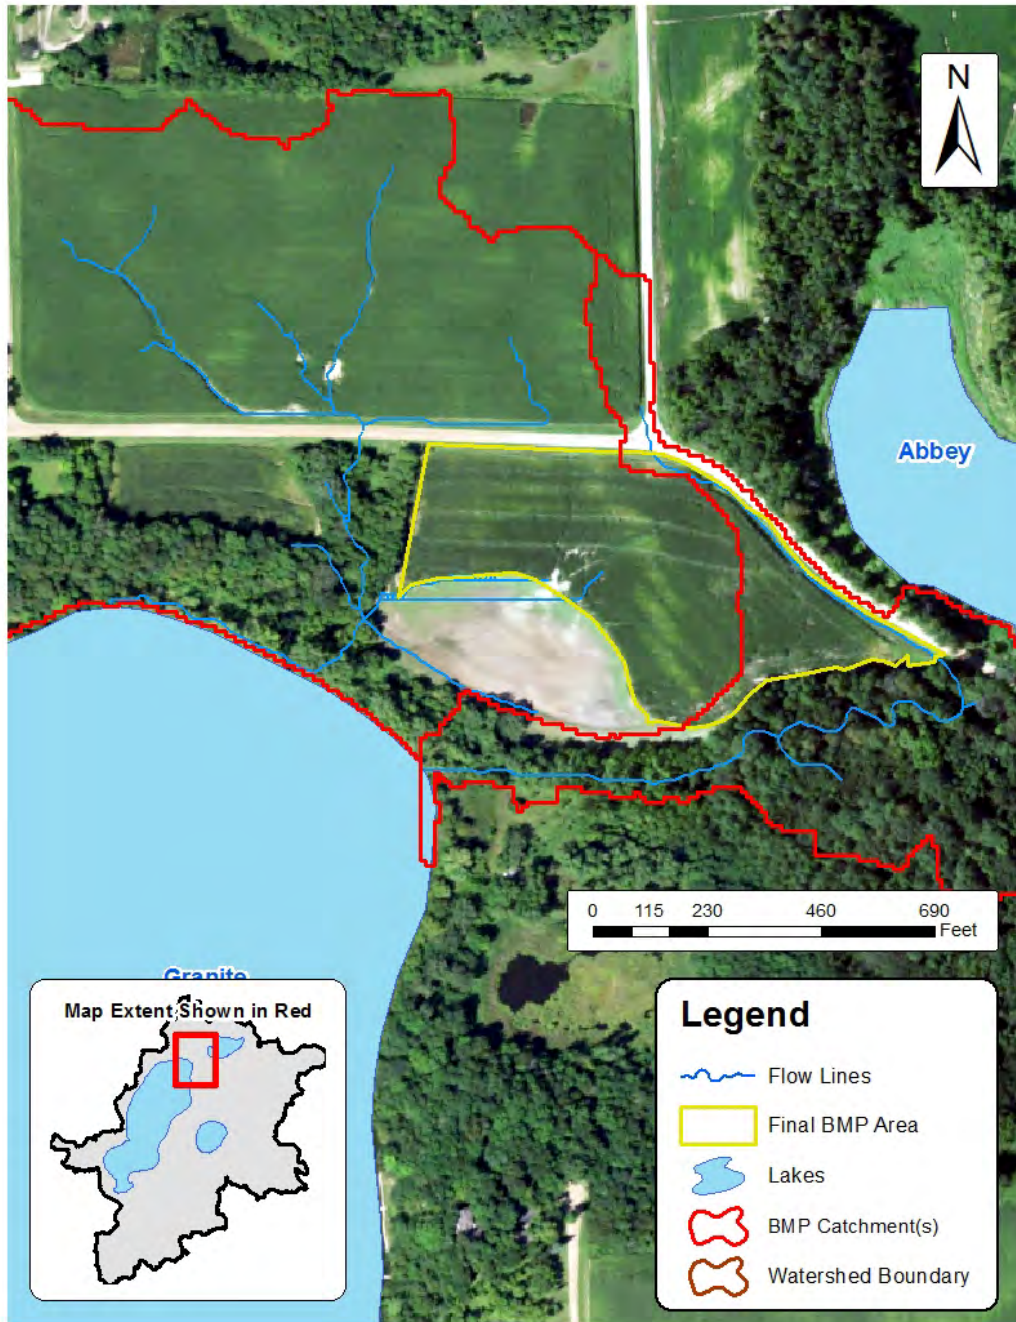 N
Abbey
0 115 230 460 690
Feet
Granite
Map Extent Shown in Red
Legend
Flow Lines
Final BMP Area
Lakes
BMP Catchment(s)
Watershed Boundary